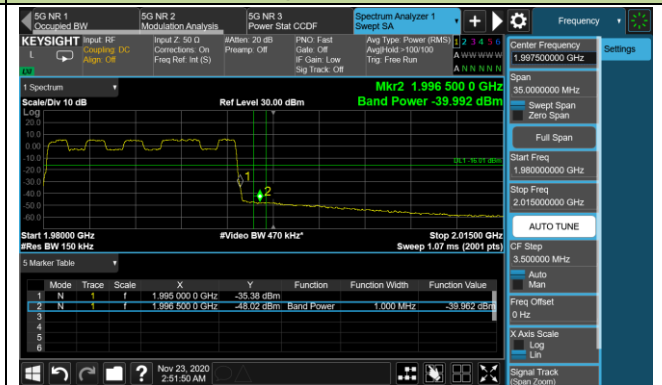 5G NR 1
Occupied BW
5G NR 2
Modulation Analysis
5G NR 3
Power Stat CCDF
Spectrum Analyzer 1
Swept SA
Frequency
KEYSIGHT
L
Input: RF
Coupling: DC
Align: Off
Input Z: 50 Ω
Corrections: On
Freq Ref: Int (S)
#Atten: 20 dB
Preamp: Off
PNO: Fast
Gate: Off
IF Gain: Low
Sig Track: Off
Avg Type: Power (RMS)
Avg|Hold:>100/100
Trig: Free Run
1 2 3 4 5 6
A W W W W W
A N N N N N
1 Spectrum
Scale/Div 10 dB
Ref Level 30.00 dBm
Mkr2 1.996 500 0 GHz
Band Power -39.992 dBm
Log
20.0
10.0
0.00
-10.0
-20.0
-30.0
-40.0
-50.0
-60.0
DL1 -16.01 dBm
1
2
Start 1.98000 GHz
#Res BW 150 kHz
#Video BW 470 kHz*
Stop 2.01500 GHz
Sweep 1.07 ms (2001 pts)
5 Marker Table
Mode Trace Scale X Y Function Function Width Function Value
1 N 1 f 1.995 000 0 GHz -35.38 dBm
2 N 1 f 1.996 500 0 GHz -48.02 dBm Band Power 1.000 MHz -39.962 dBm
3
4
5
6
Nov 23, 2020
2:51:50 AM
Center Frequency
1.997500000 GHz
Settings
Span
35.0000000 MHz
Swept Span
Zero Span
Full Span
Start Freq
1.980000000 GHz
Stop Freq
2.015000000 GHz
AUTO TUNE
CF Step
3.500000 MHz
Auto
Man
Freq Offset
0 Hz
X Axis Scale
Log
Lin
Signal Track
(Span Zoom)